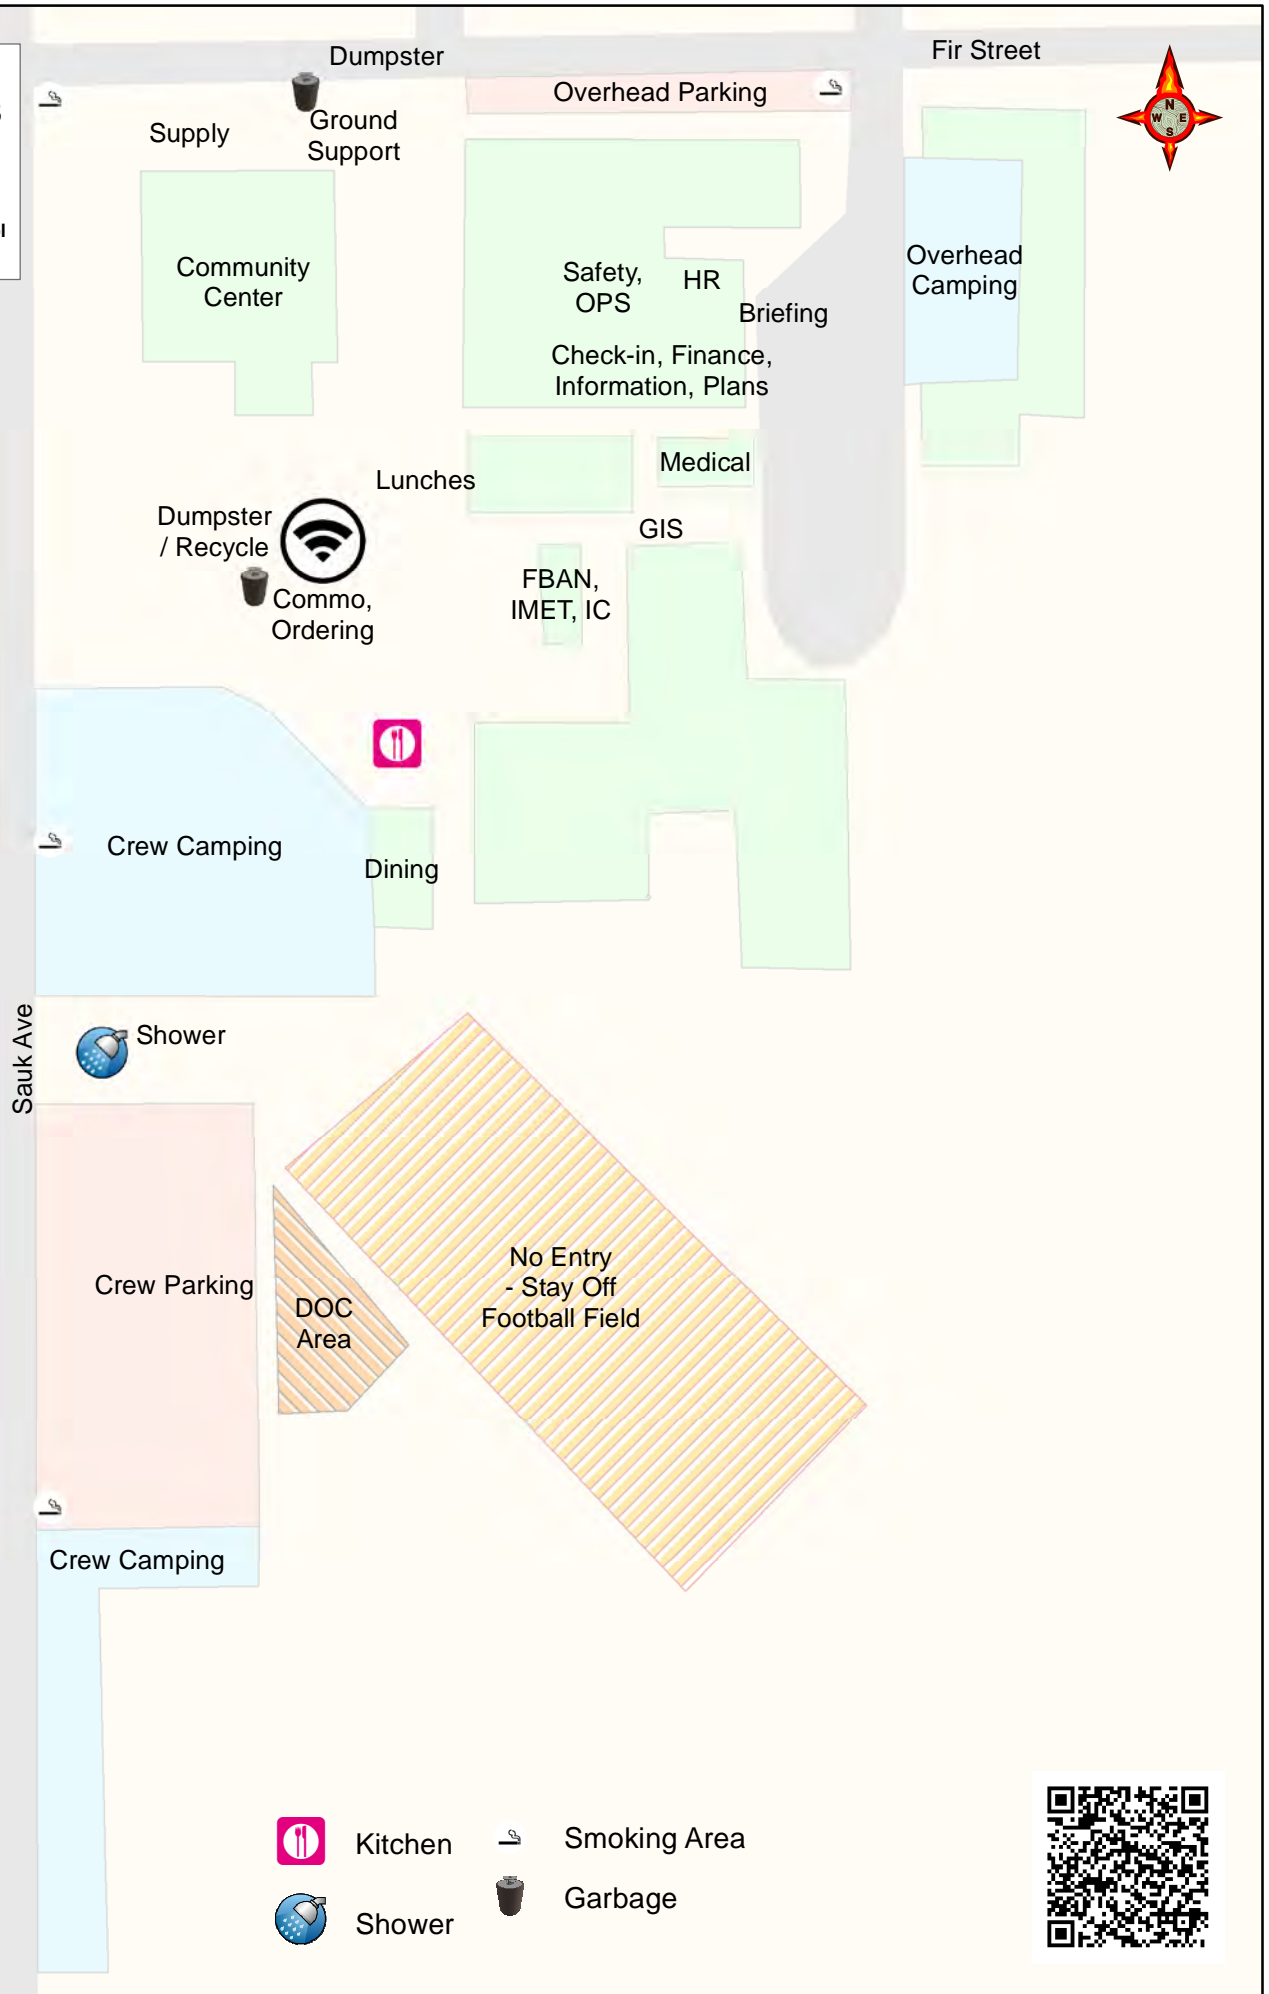 Dumpster
Fir Street
Overhead Parking
Supply
Ground
Support
N
W E
S
Community
Center
Safety,
OPS
HR
Briefing
Overhead
Camping
Check-in, Finance,
Information, Plans
Lunches
Medical
Dumpster
/ Recycle
GIS
Commo,
Ordering
FBAN,
IMET, IC
Crew Camping
Dining
Sauk Ave
Shower
Crew Parking
DOC
Area
No Entry
- Stay Off
Football Field
Crew Camping
Kitchen
Smoking Area
Shower
Garbage